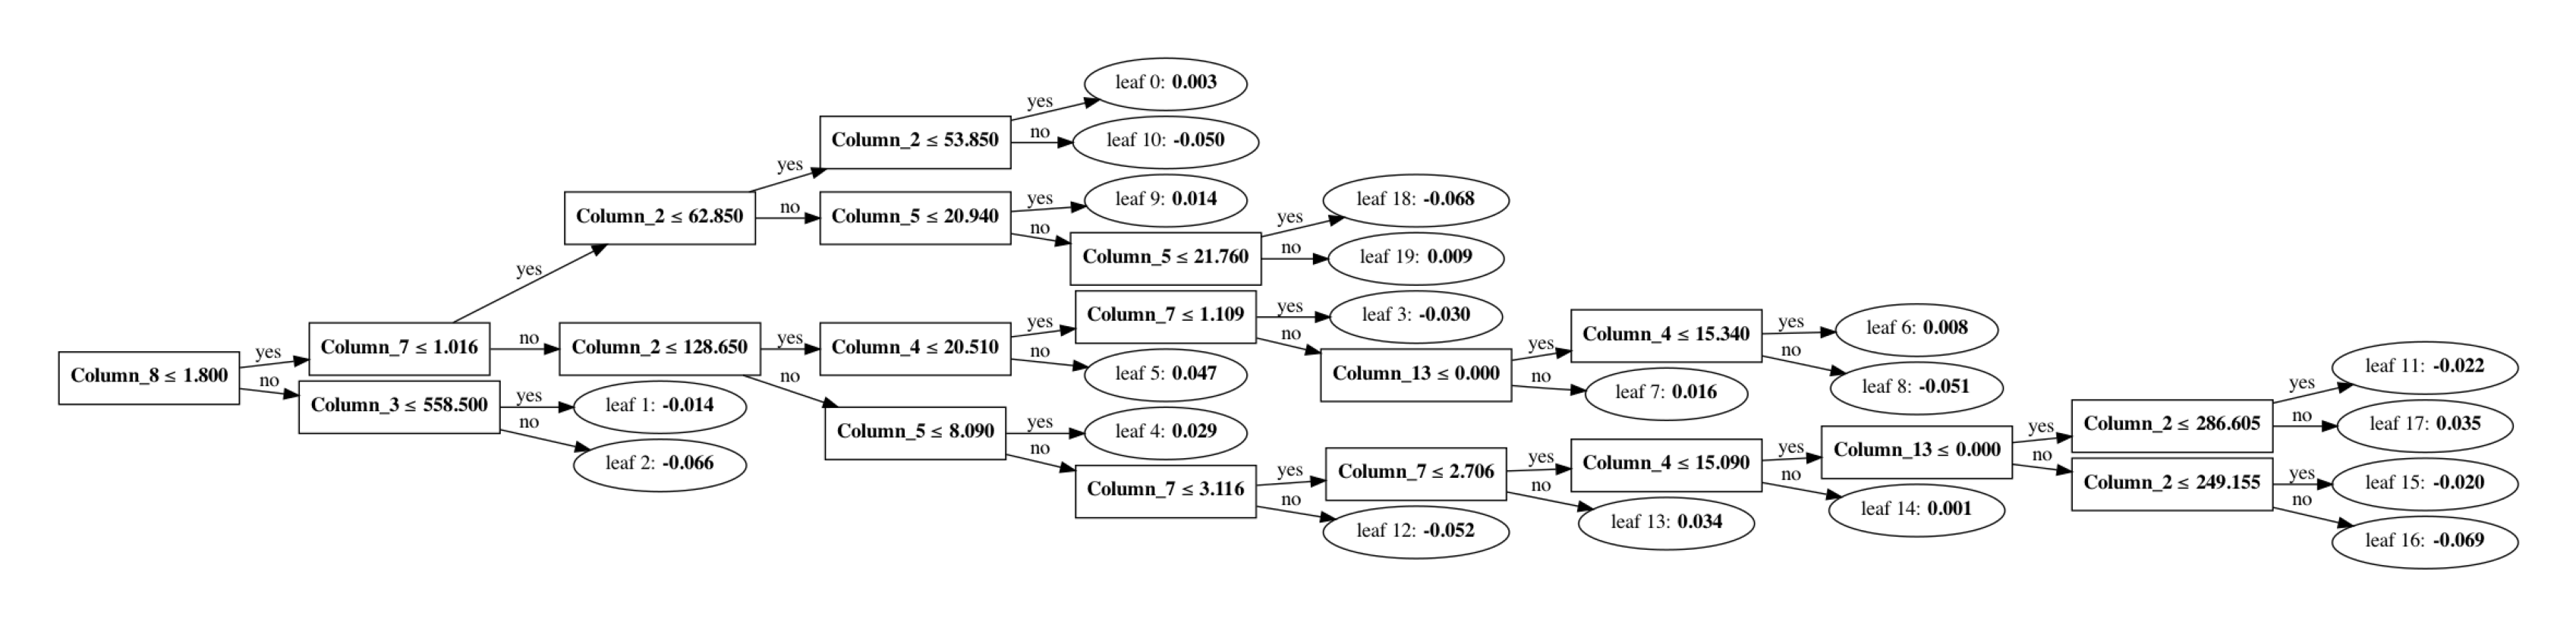 leaf 0: 0.003
yes
Column_2 ≤ 53.850
no
leaf 10: -0.050
yes
yes
leaf 9: 0.014
leaf 18: -0.068
Column_2 ≤ 62.850
no
Column_5 ≤ 20.940
no
yes
Column_5 ≤ 21.760
no
leaf 19: 0.009
yes
Column_7 ≤ 1.109
yes
leaf 3: -0.030
yes
no
Column_4 ≤ 15.340
yes
leaf 6: 0.008
Column_8 ≤ 1.800
yes
Column_7 ≤ 1.016
no
Column_2 ≤ 128.650
yes
Column_4 ≤ 20.510
no
leaf 5: 0.047
Column_13 ≤ 0.000
yes
no
leaf 7: 0.016
no
leaf 8: -0.051
no
Column_3 ≤ 558.500
yes
leaf 1: -0.014
no
leaf 2: -0.066
no
Column_5 ≤ 8.090
yes
leaf 4: 0.029
no
Column_7 ≤ 3.116
yes
Column_7 ≤ 2.706
yes
Column_4 ≤ 15.090
yes
Column_13 ≤ 0.000
yes
Column_2 ≤ 286.605
yes
leaf 11: -0.022
no
leaf 17: 0.035
no
Column_2 ≤ 249.155
yes
leaf 15: -0.020
no
leaf 16: -0.069
no
leaf 14: 0.001
no
leaf 13: 0.034
no
leaf 12: -0.052